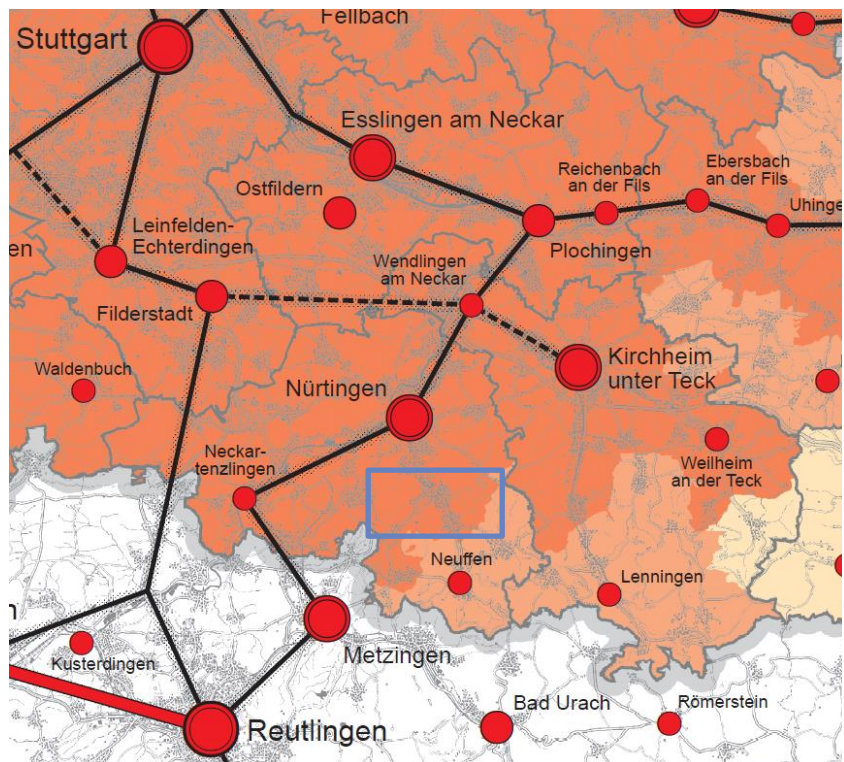 Fellbach
Stuttgart
Esslingen am Neckar
Reichenbach
an der Fils
Ebersbach
an der Fils
Ostfildern
Uhinge
Leinfelden-
Echterdingen
en
Wendlingen
am Neckar
Plochingen
Filderstadt
Kirchheim
unter Teck
Waldenbuch
Nürtingen
Neckar-
tenzlingen
Weilheim
an der Teck
Neuffen
Lenningen
n
Kusterdingen
Metzingen
Bad Urach
Römerstein
Reutlingen